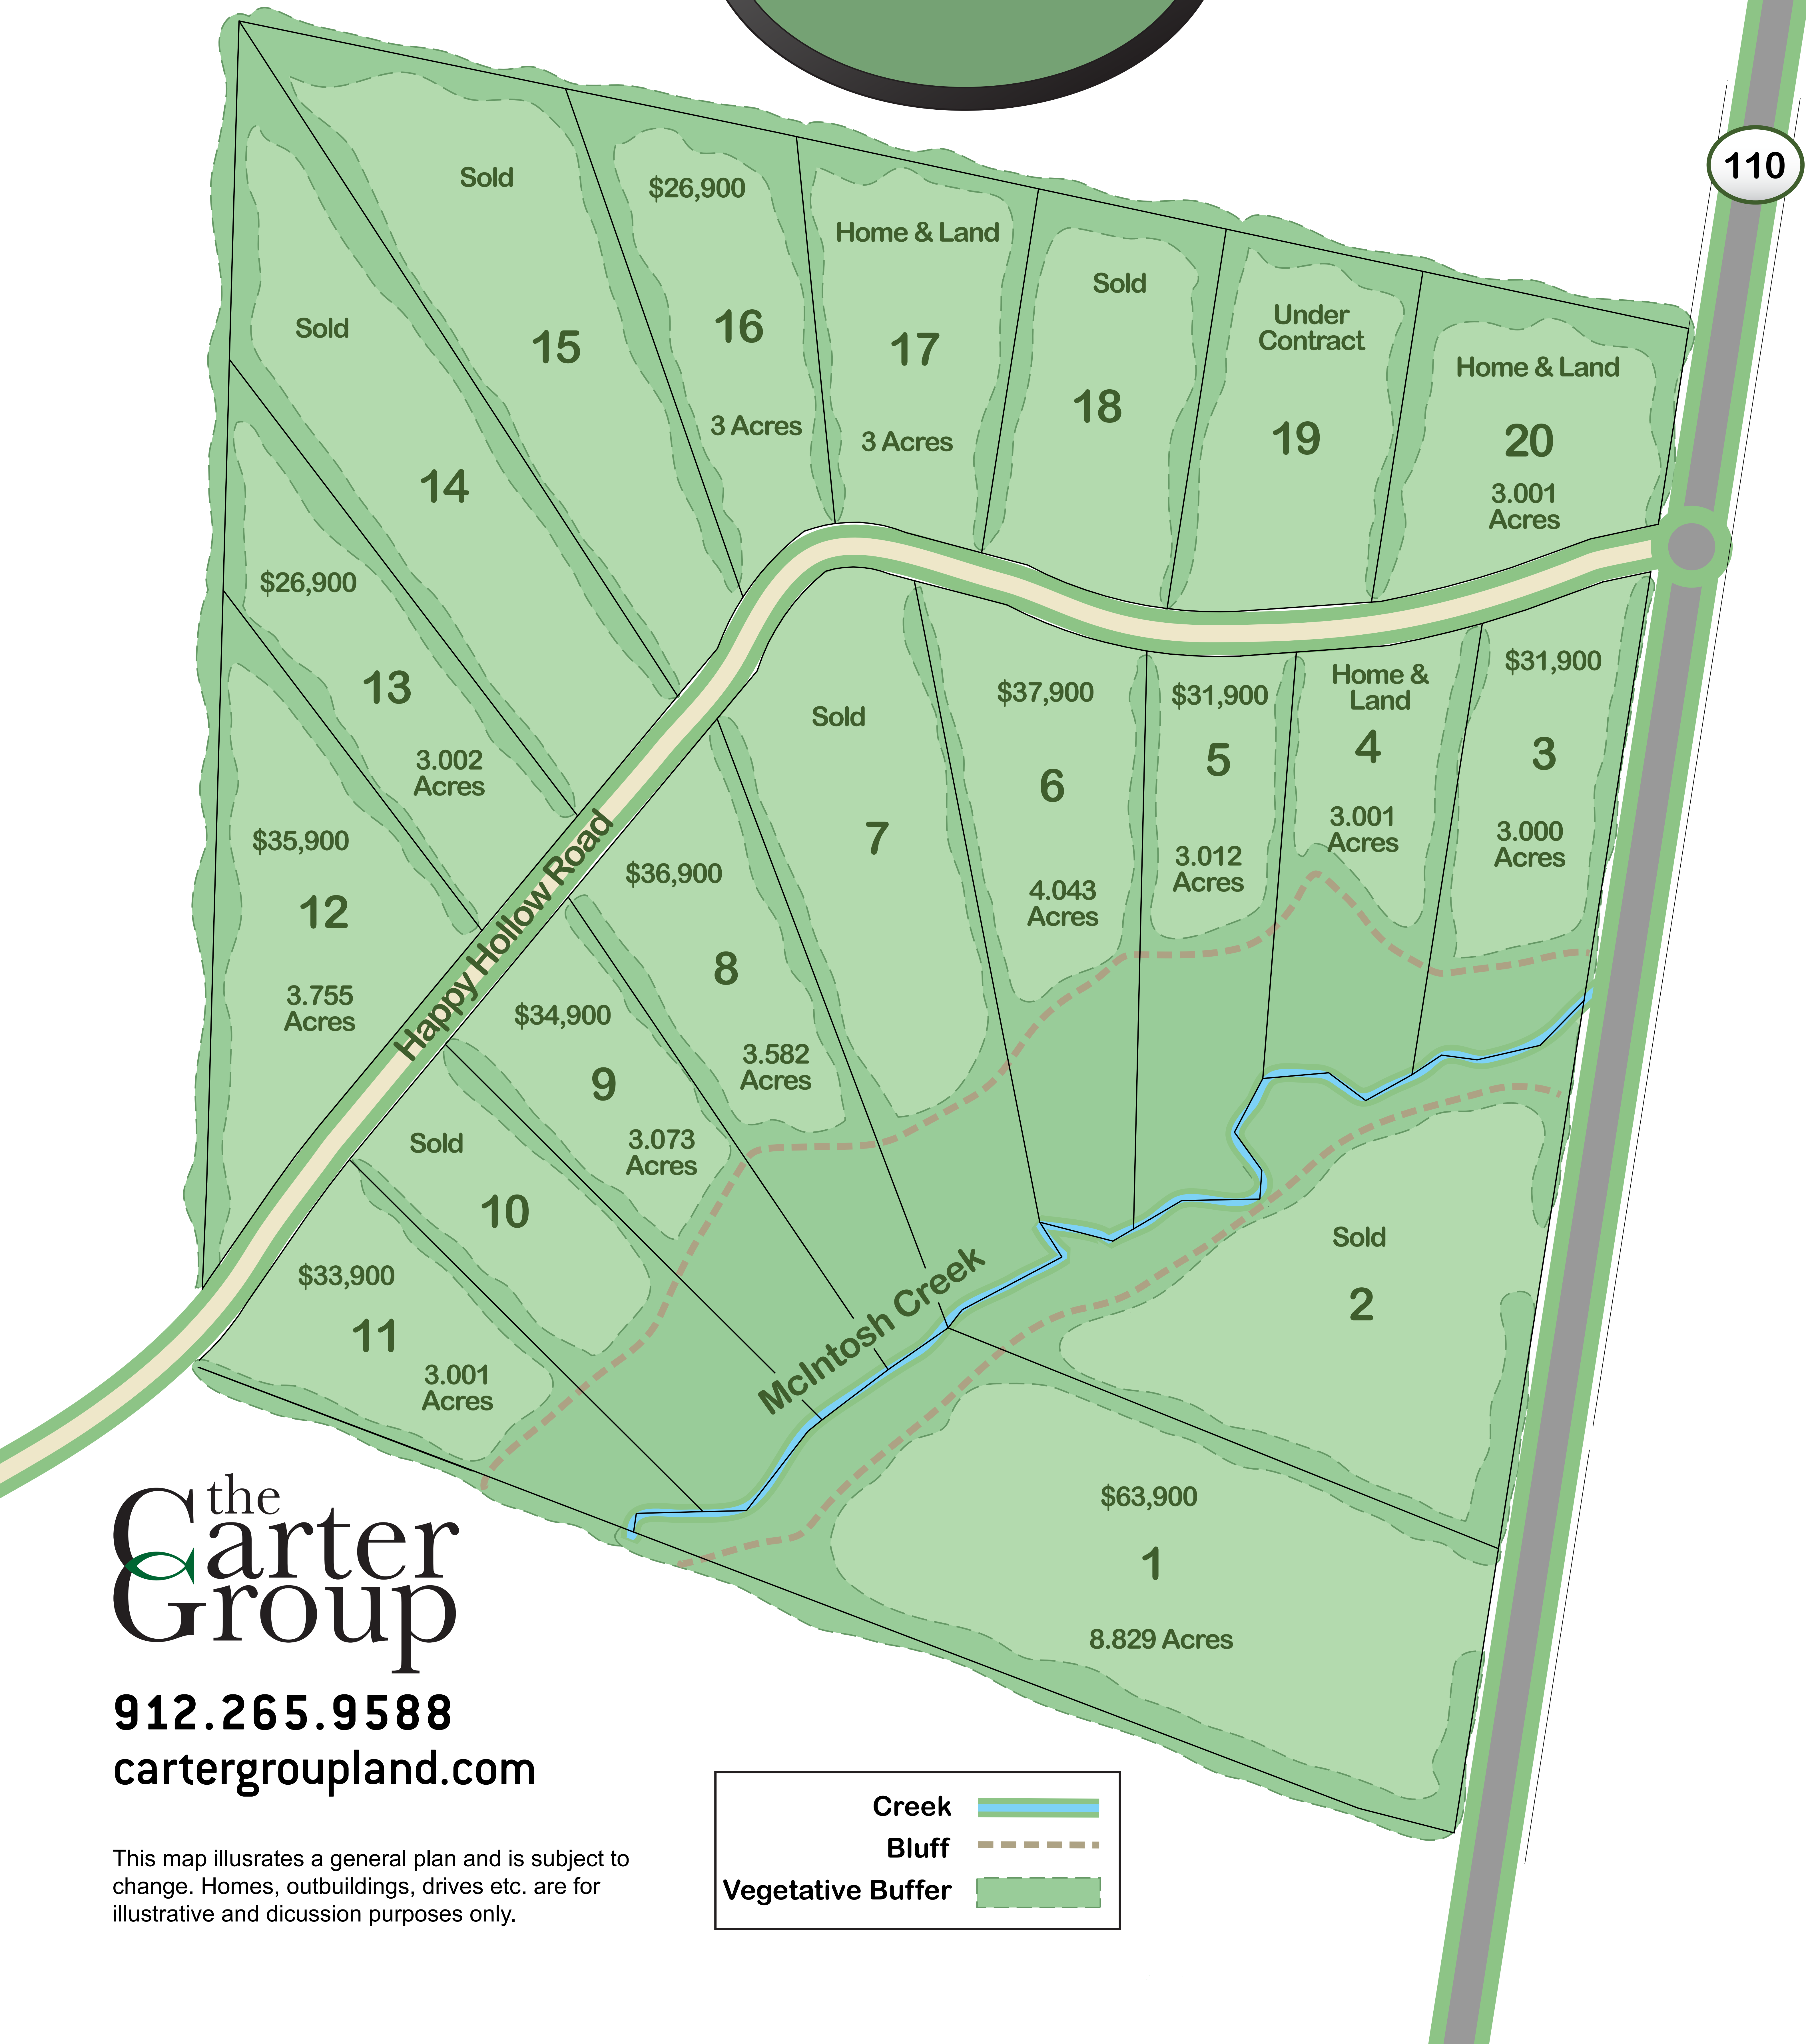 110
Sold
15
$26,900
16
3 Acres
Home & Land
17
3 Acres
Sold
18
Under
Contract
19
Home & Land
20
3.001
Acres
Sold
14
$26,900
13
3.002
Acres
$35,900
12
3.755
Acres
Happy Hollow Road
Sold
7
$37,900
6
4.043
Acres
$31,900
5
3.012
Acres
Home &
Land
4
3.001
Acres
$31,900
3
3.000
Acres
$36,900
8
3.582
Acres
$34,900
9
3.073
Acres
Sold
10
$33,900
11
3.001
Acres
McIntosh Creek
Sold
2
$63,900
1
8.829 Acres
the
Carter
Group
912.265.9588
cartergroupland.com
This map illusrates a general plan and is subject to
change. Homes, outbuildings, drives etc. are for
illustrative and dicussion purposes only.
Creek
Bluff
Vegetative Buffer